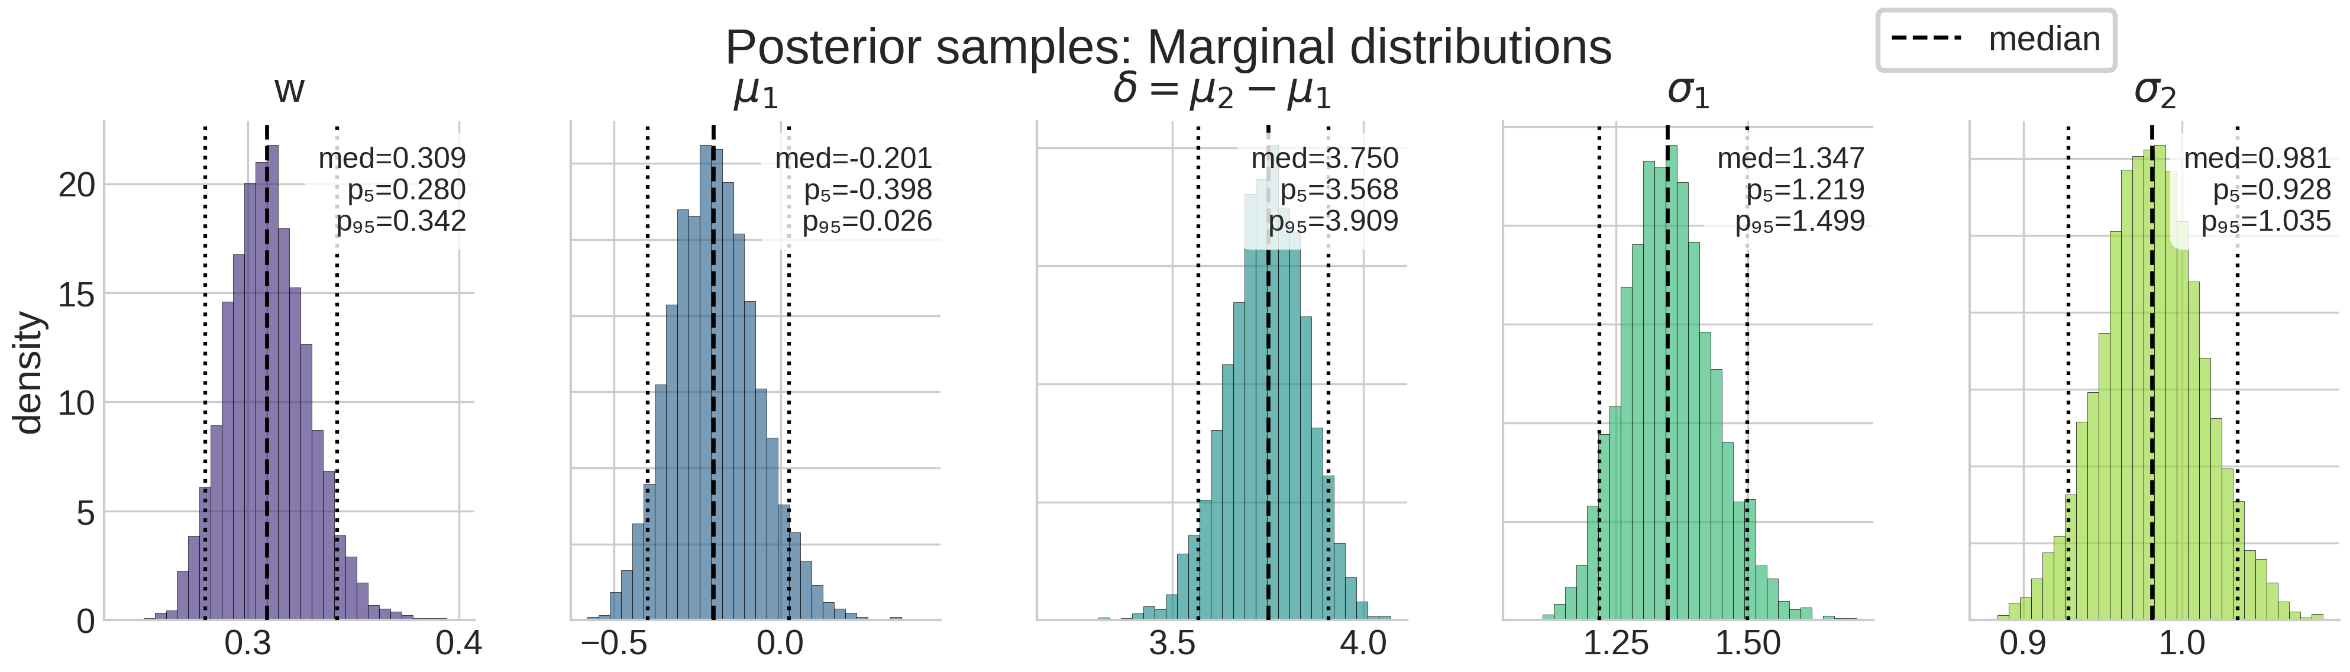 Posterior samples: Marginal distributions
median
w
μ₁
δ = μ₂ − μ₁
σ₁
σ₂
density
20
15
10
5
0
med=0.309
p₅=0.280
p₉₅=0.342
med=-0.201
p₅=-0.398
p₉₅=0.026
med=3.750
p₅=3.568
p₉₅=3.909
med=1.347
p₅=1.219
p₉₅=1.499
med=0.981
p₅=0.928
p₉₅=1.035
0.3 0.4
−0.5 0.0
3.5 4.0
1.25 1.50
0.9 1.0